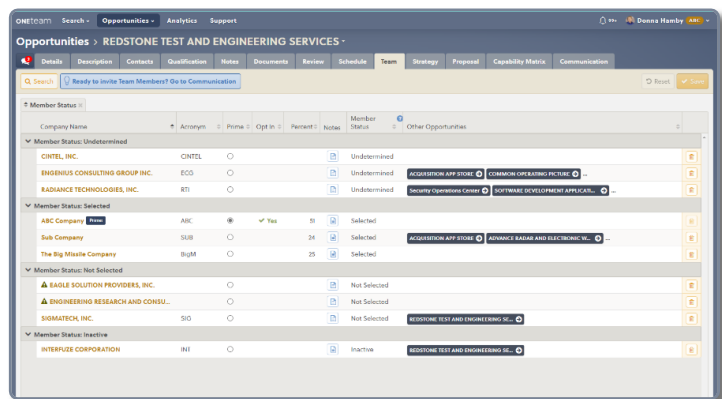 ONEteam Search Opportunities Analytics Support 99+ Donna Hamby ABC
Opportunities > REDSTONE TEST AND ENGINEERING SERVICES
Details Description Contacts Qualification Notes Documents Review Schedule Team Strategy Proposal Capability Matrix Communication
Search Ready to invite Team Members? Go to Communication Reset Save
Member Status
Company Name Acronym Prime Opt In Percent Notes Member Status Other Opportunities
Member Status: Undetermined
CINTEL, INC. CINTEL Undetermined
ENGENIUS CONSULTING GROUP INC. ECG Undetermined ACQUISITION APP STORE COMMON OPERATING PICTURE ...
RADIANCE TECHNOLOGIES, INC. RTI Undetermined Security Operations Center SOFTWARE DEVELOPMENT APPLICATI... ...
Member Status: Selected
ABC Company Prime ABC Yes 51 Selected
Sub Company SUB 24 Selected ACQUISITION APP STORE ADVANCE RADAR AND ELECTRONIC W... ...
The Big Missile Company BigM 25 Selected
Member Status: Not Selected
EAGLE SOLUTION PROVIDERS, INC. Not Selected
ENGINEERING RESEARCH AND CONSU... Not Selected
SIGMATECH, INC. SIG Not Selected REDSTONE TEST AND ENGINEERING SE...
Member Status: Inactive
INTERFUZE CORPORATION INT Inactive REDSTONE TEST AND ENGINEERING SE...